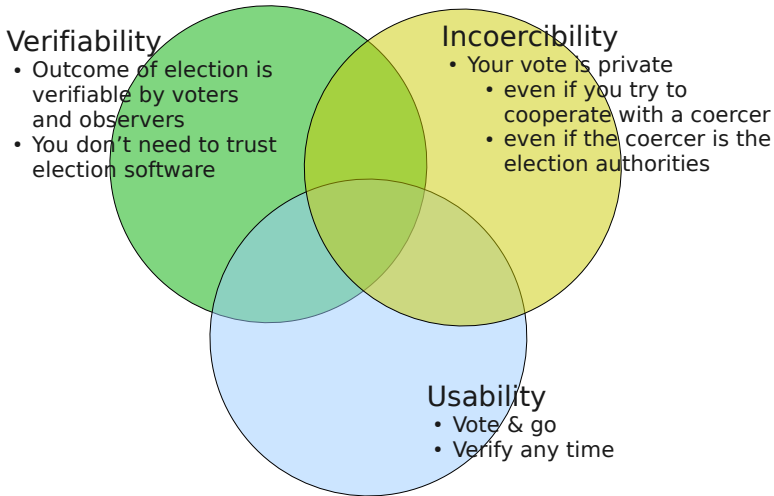 Verifiability
• Outcome of election is
verifiable by voters
and observers
• You don't need to trust
election software
Incoercibility
• Your vote is private
• even if you try to
cooperate with a coercer
• even if the coercer is the
election authorities
Usability
• Vote & go
• Verify any time